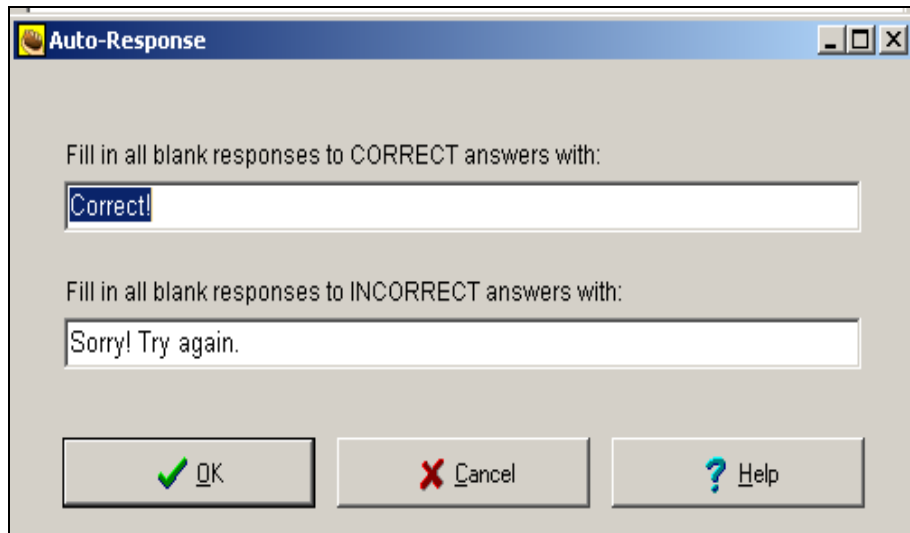 Auto-Response
Fill in all blank responses to CORRECT answers with:
Correct!
Fill in all blank responses to INCORRECT answers with:
Sorry! Try again.
OK
Cancel
? Help